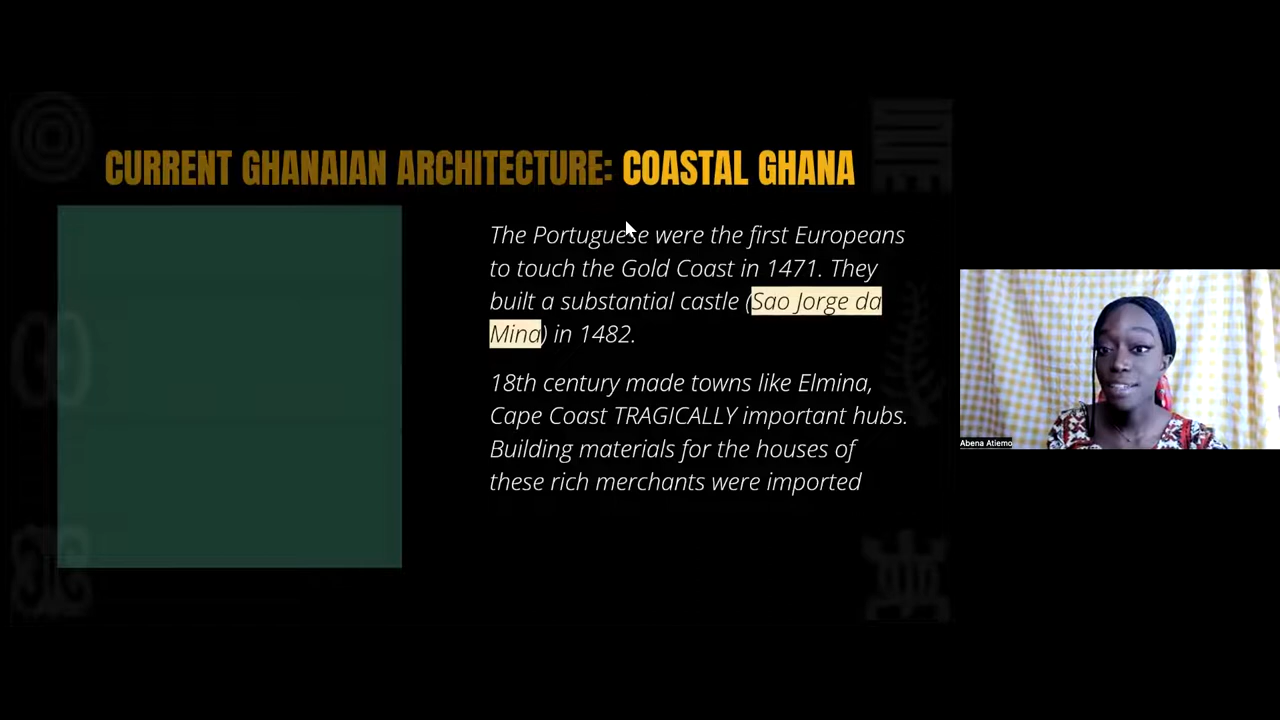 CURRENT GHANAIAN ARCHITECTURE: COASTAL GHANA
The Portuguese were the first Europeans
to touch the Gold Coast in 1471. They
built a substantial castle (Sao Jorge da
Mina) in 1482.
18th century made towns like Elmina,
Cape Coast TRAGICALLY important hubs.
Building materials for the houses of
these rich merchants were imported
Abena Atiemo